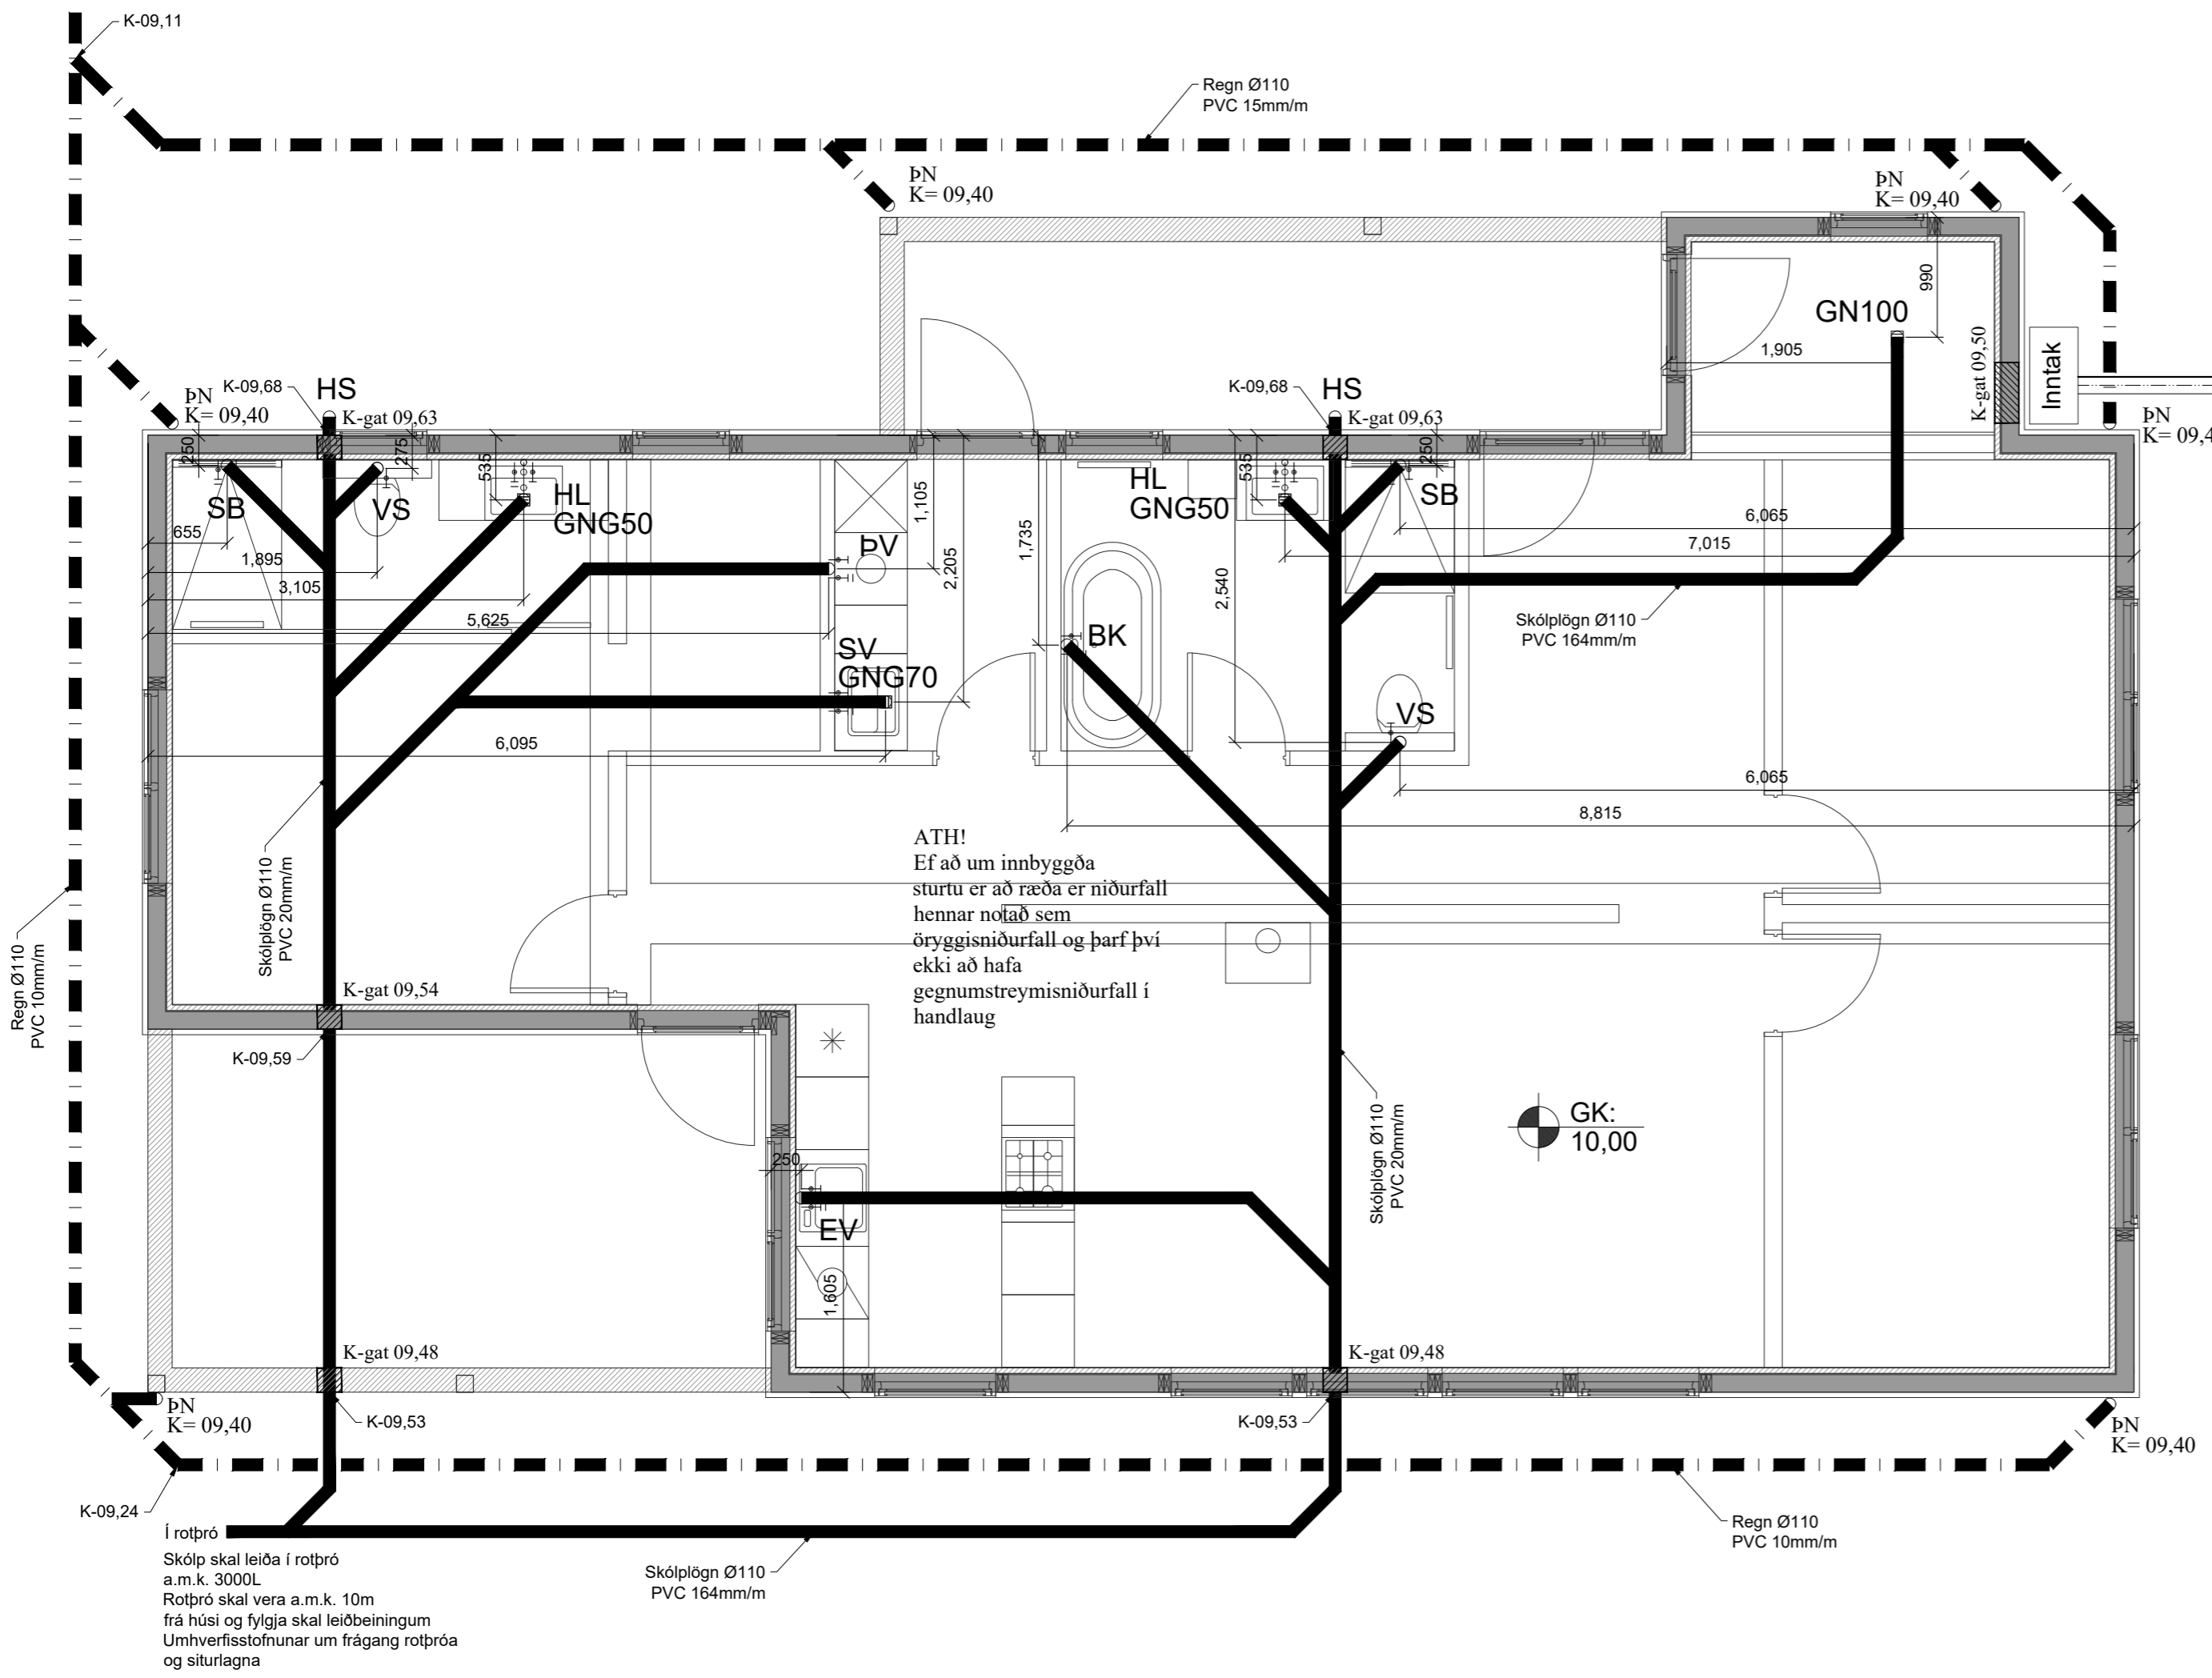 K-09,11
Regn Ø110
PVC 15mm/m
ÞN
K= 09,40
ÞN
K= 09,40
990
GN100
1,905
K-gat 09,50
Inntak
ÞN
K= 09,4
ÞN
K= 09,40
K-09,68
HS
K-gat 09,63
K-09,68
HS
K-gat 09,63
250
275
535
SB
VS
HL
GNG50
655
1,895
3,105
5,625
1,105
ÞV
2,205
1,735
SV
GNG70
6,095
HL
GNG50
535
250
SB
6,065
7,015
2,540
BK
VS
Skólplögn Ø110
PVC 164mm/m
6,065
8,815
ATH!
Ef að um innbyggða
sturtu er að ræða er niðurfall
hennar notað sem
öryggisniðurfall og þarf því
ekki að hafa
gegnumstreymisniðurfall í
handlaug
Skólplögn Ø110
PVC 20mm/m
Regn Ø110
PVC 10mm/m
K-gat 09,54
K-09,59
GK:
10,00
Skólplögn Ø110
PVC 20mm/m
250
EV
1,605
K-gat 09,48
K-gat 09,48
ÞN
K= 09,40
K-09,53
K-09,53
ÞN
K= 09,40
K-09,24
Í rotþró
Skólp skal leiða í rotþró
a.m.k. 3000L
Rotþró skal vera a.m.k. 10m
frá húsi og fylgja skal leiðbeiningum
Umhverfisstofnunar um frágang rotþróa
og siturlagna
Skólplögn Ø110
PVC 164mm/m
Regn Ø110
PVC 10mm/m